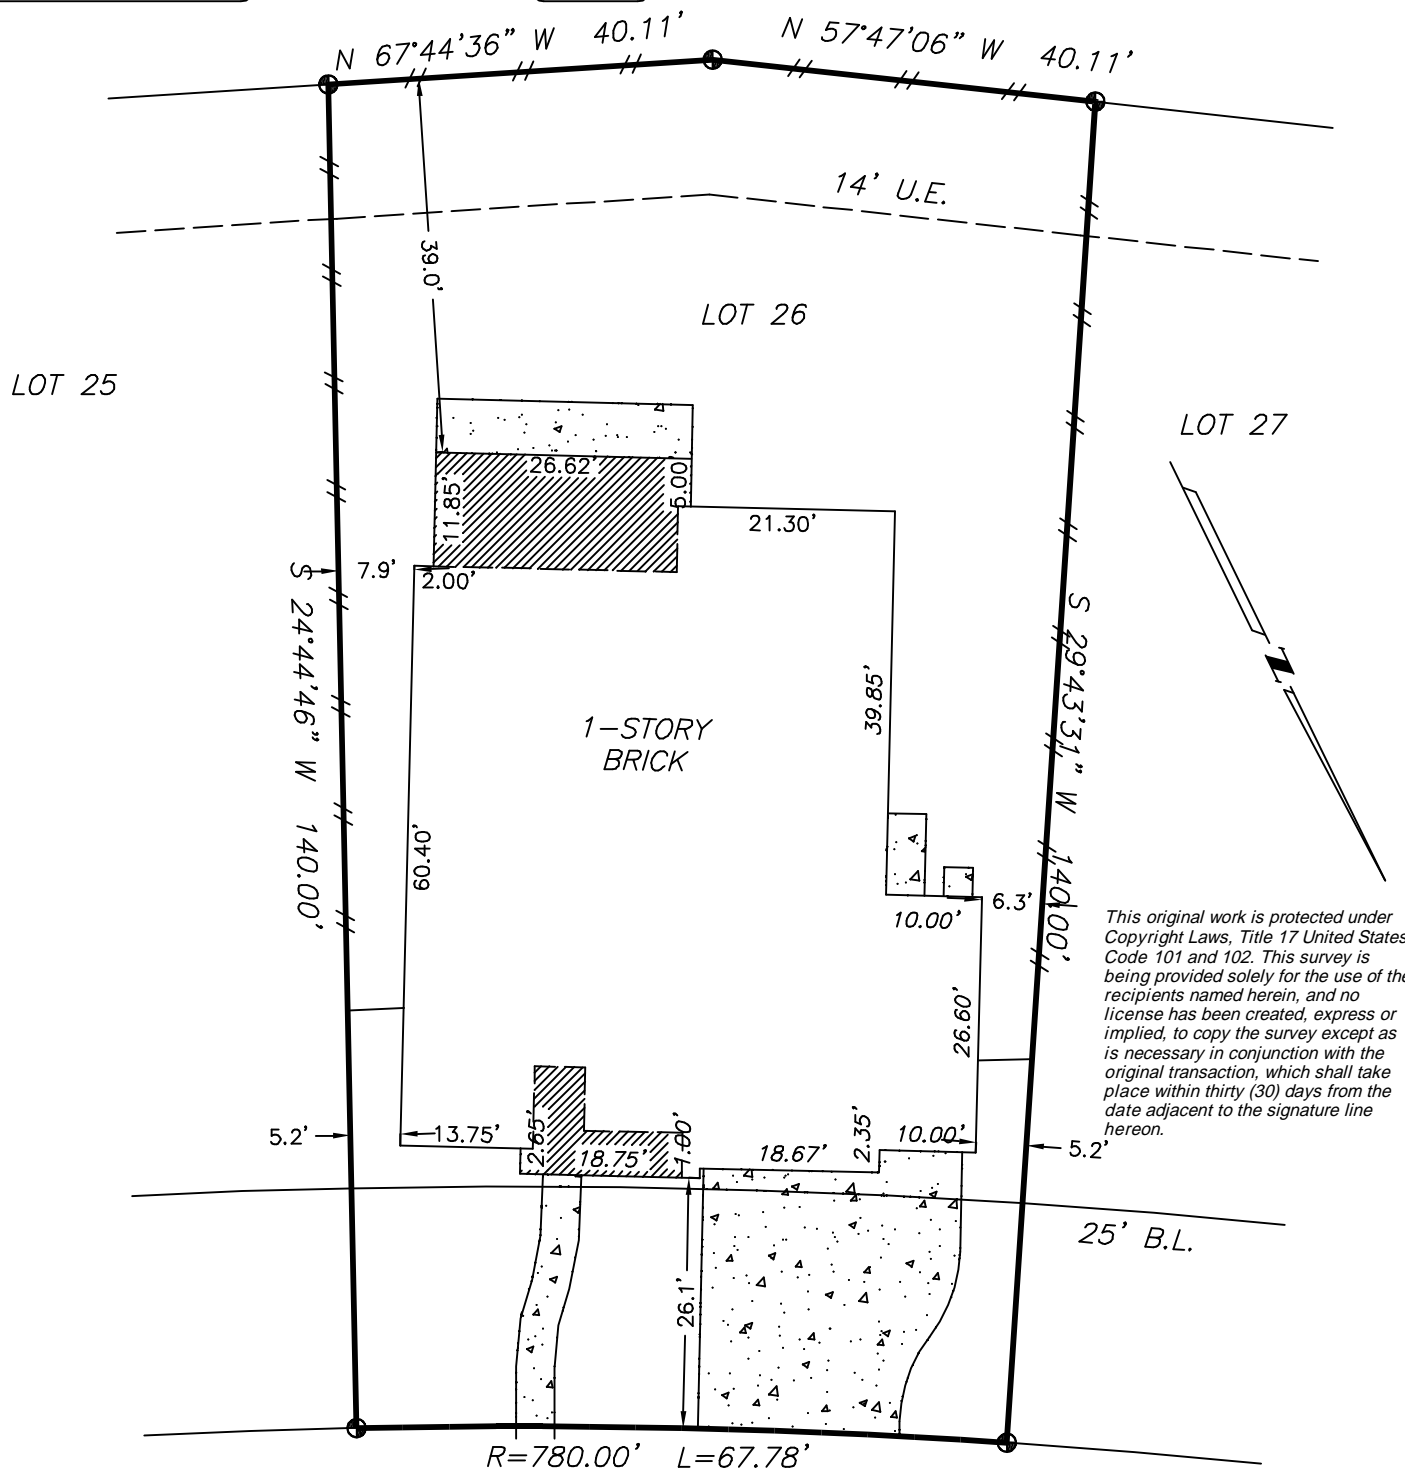 N 67°44'36" W 40.11'
N 57°47'06" W 40.11'
14' U.E.
39.0'
LOT 26
LOT 25
LOT 27
26.62'
5.00
11.85'
21.30'
7.9'
2.00'
S 24°44'46" W 140.00'
S 29°43'31" W 140.00'
39.85'
1-STORY
BRICK
60.40'
6.3'
10.00'
This original work is protected under
Copyright Laws, Title 17 United States
Code 101 and 102. This survey is
being provided solely for the use of the
recipients named herein, and no
license has been created, express or
implied, to copy the survey except as
is necessary in conjunction with the
original transaction, which shall take
place within thirty (30) days from the
date adjacent to the signature line
hereon.
26.60'
5.2'
13.75'
2.65'
18.75'
1.00'
18.67'
2.35'
10.00'
5.2'
25' B.L.
26.1'
R=780.00' L=67.78'